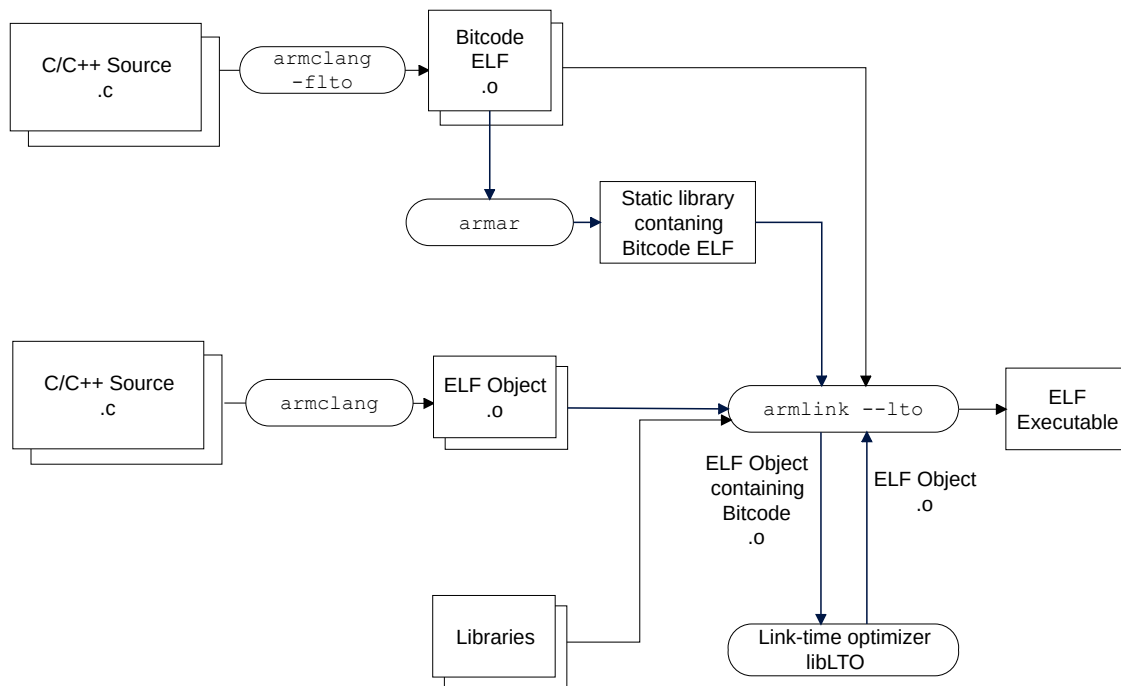 C/C++ Source
.c
armclang
-flto
Bitcode
ELF
.o
armar
Static library
contaning
Bitcode ELF
C/C++ Source
.c
armclang
ELF Object
.o
armlink --lto
ELF
Executable
ELF Object
containing
Bitcode
.o
ELF Object
.o
Libraries
Link-time optimizer
libLTO